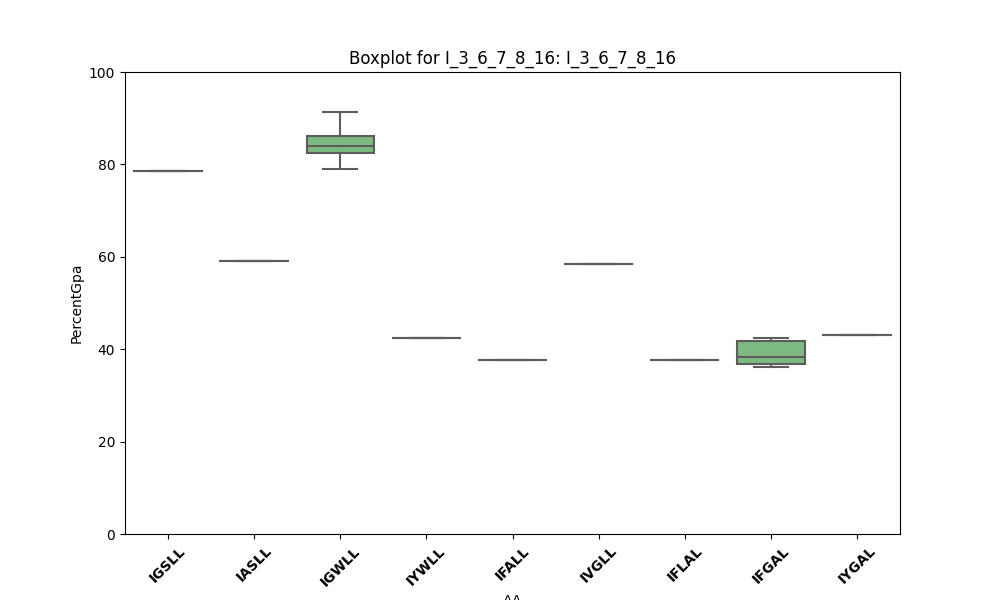 Boxplot for I_3_6_7_8_16: I_3_6_7_8_16
100
80
60
40
20
0
PercentGpa
IGSLL
IASLL
IGWLL
IYWLL
IFALL
IVGLL
IFLAL
IFGAL
IYGAL
AA